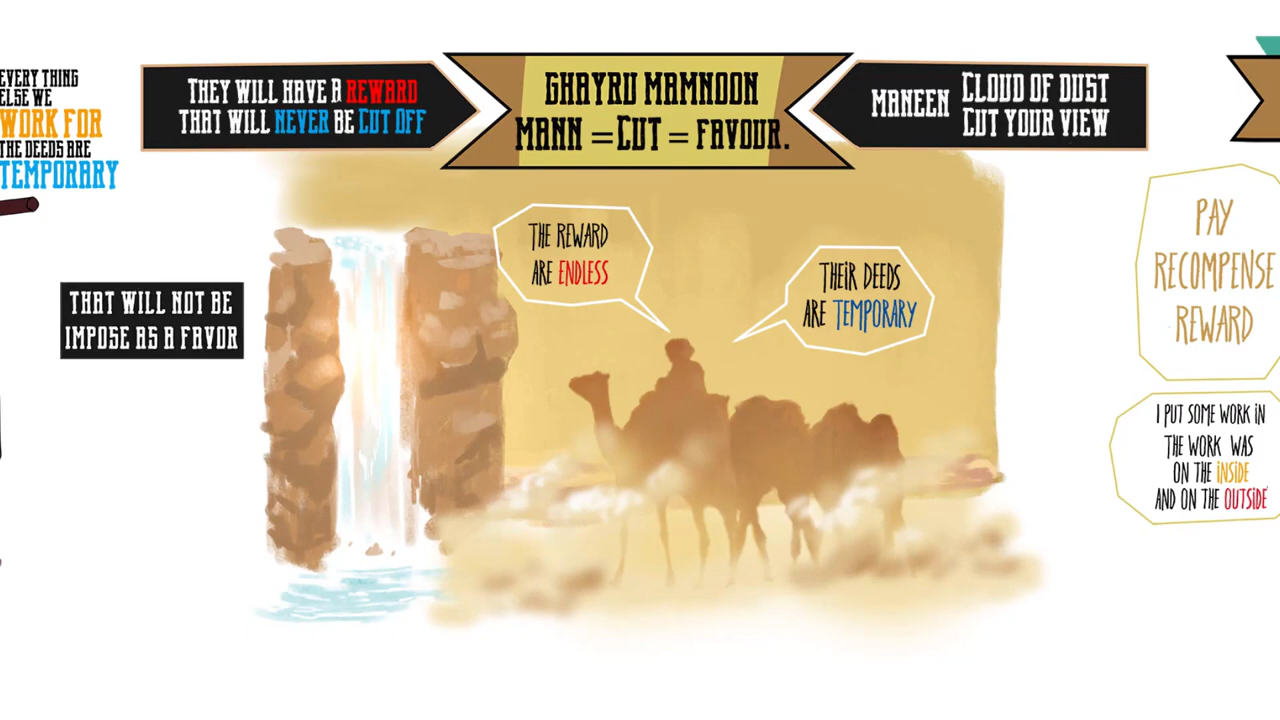 EVERY THING
ELSE WE
WORK FOR
THE DEEDS ARE
TEMPORARY
THEY WILL HAVE A REWARD
THAT WILL NEVER BE CUT OFF
GHAYRU MAMNOON
MANN =CUT = FAVOUR.
MANEEN
CLOUD OF DUST
CUT YOUR VIEW
THAT WILL NOT BE
IMPOSE AS A FAVOR
THE REWARD
ARE ENDLESS
THEIR DEEDS
ARE TEMPORARY
PAY
RECOMPENSE
REWARD
I PUT SOME WORK IN
THE WORK WAS
ON THE INSIDE
AND ON THE OUTSIDE